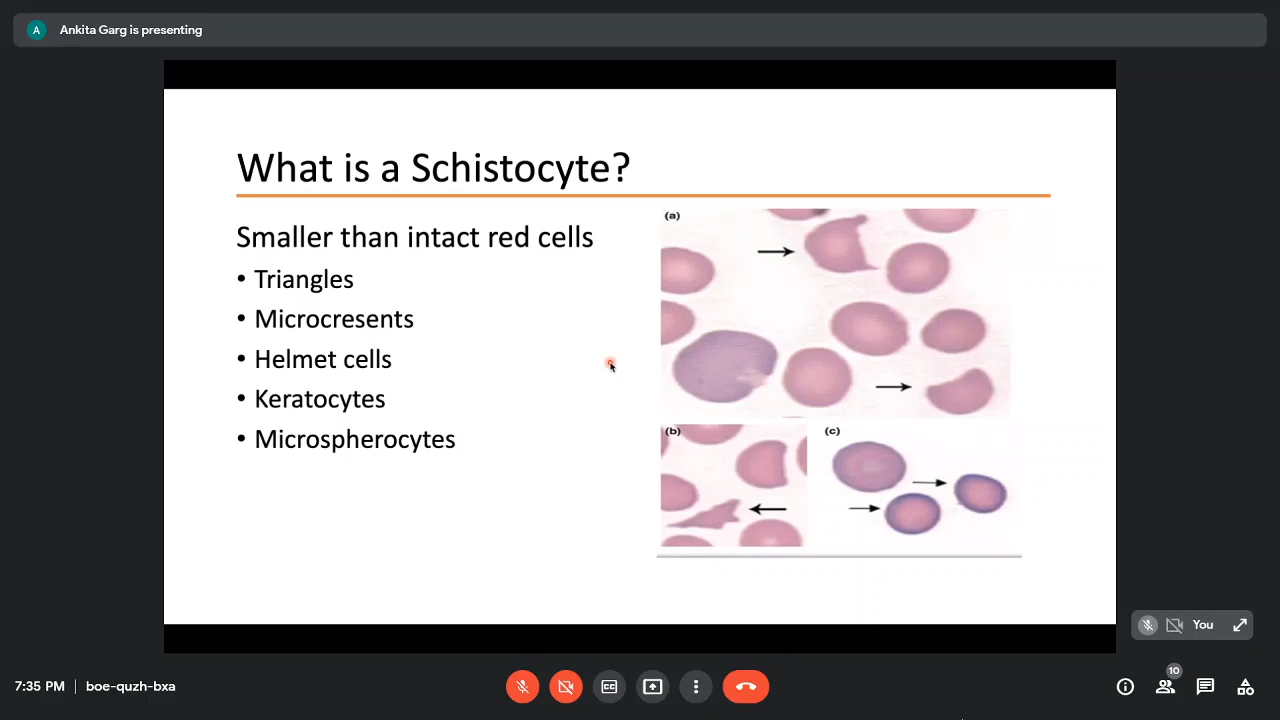 A
Ankita Garg is presenting
What is a Schistocyte?
Smaller than intact red cells
• Triangles
• Microcresents
• Helmet cells
• Keratocytes
• Microspherocytes
(a)
(b)
(c)
You
7:35 PM | boe-quzh-bxa
CC
10